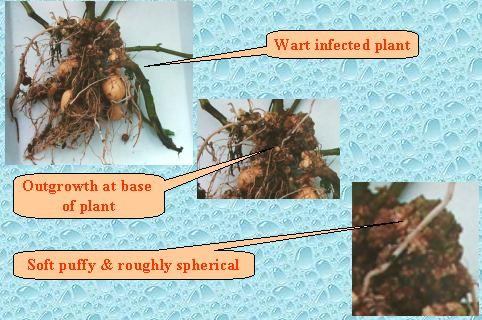 Wart infected plant
Outgrowth at base
of plant
Soft puffy & roughly spherical